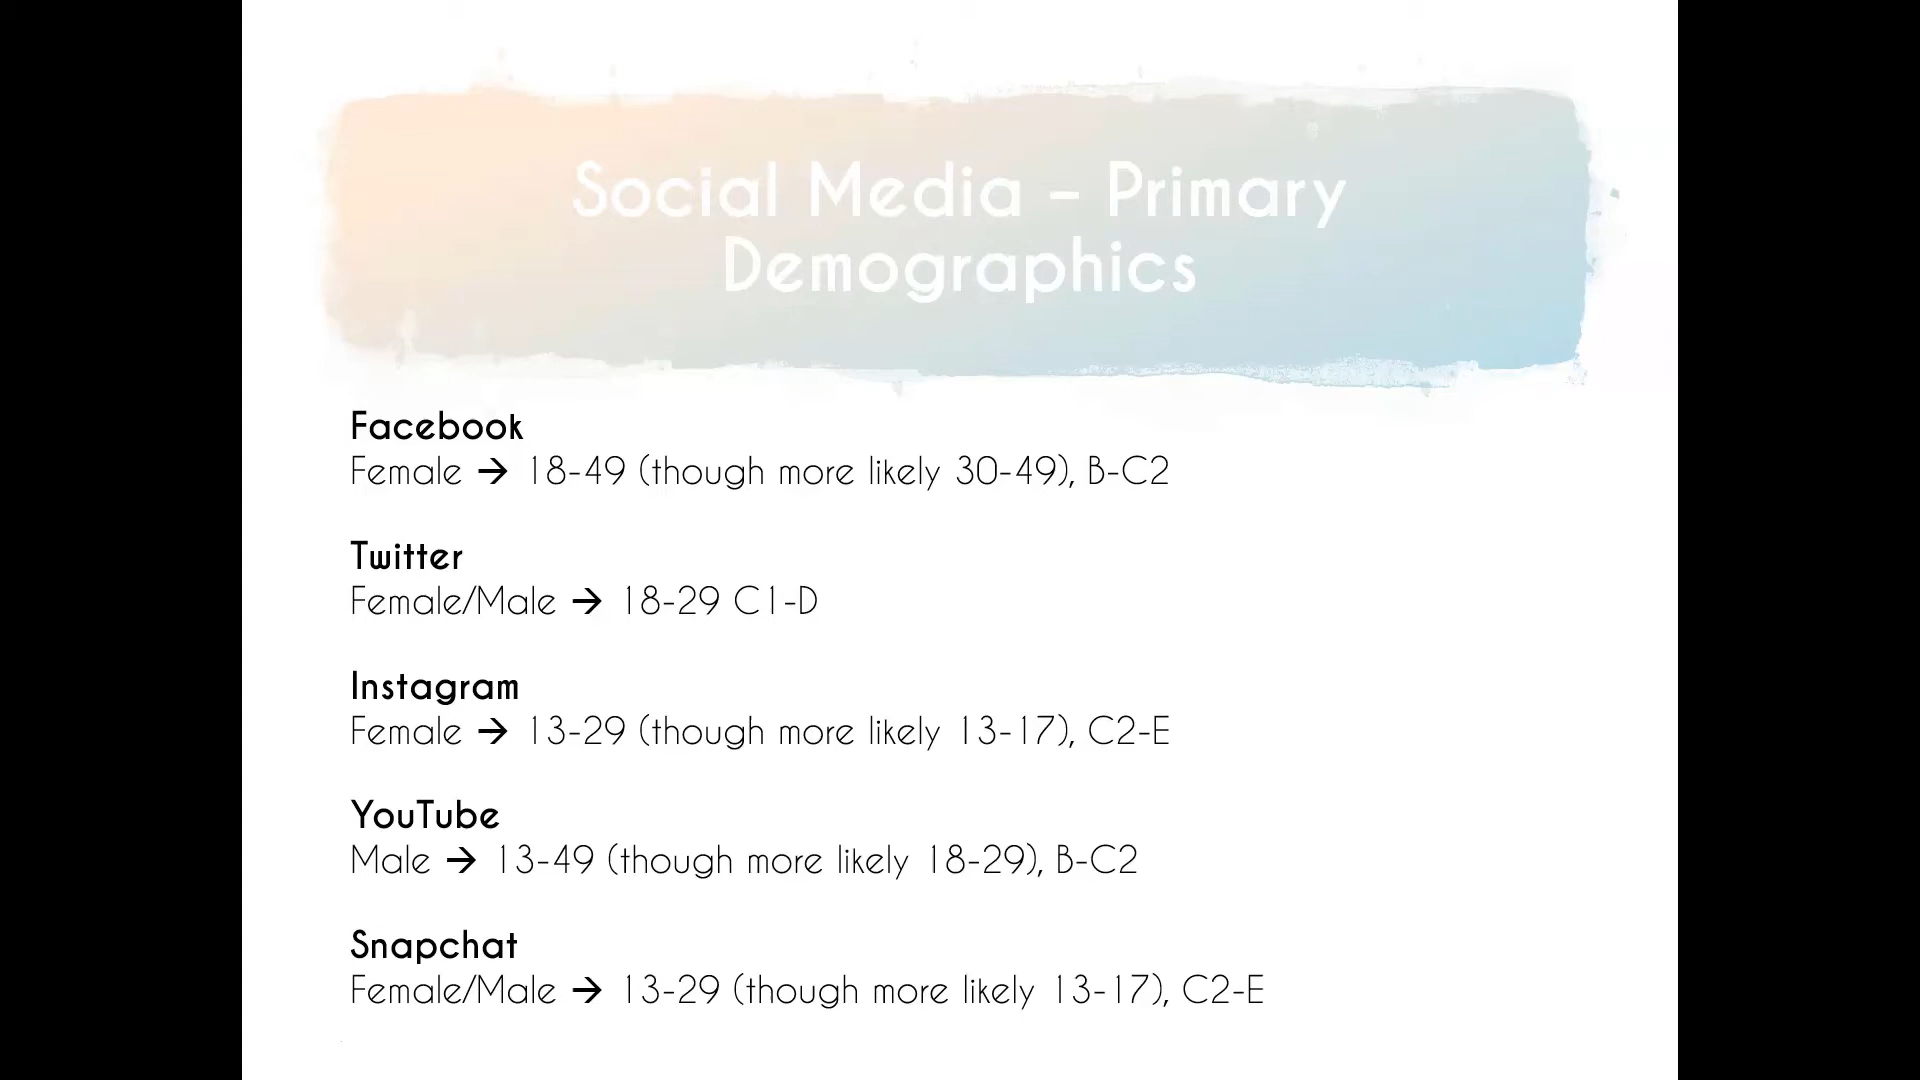 Social Media – Primary
Demographics
Facebook
Female → 18-49 (though more likely 30-49), B-C2
Twitter
Female/Male → 18-29 C1-D
Instagram
Female → 13-29 (though more likely 13-17), C2-E
YouTube
Male → 13-49 (though more likely 18-29), B-C2
Snapchat
Female/Male → 13-29 (though more likely 13-17), C2-E